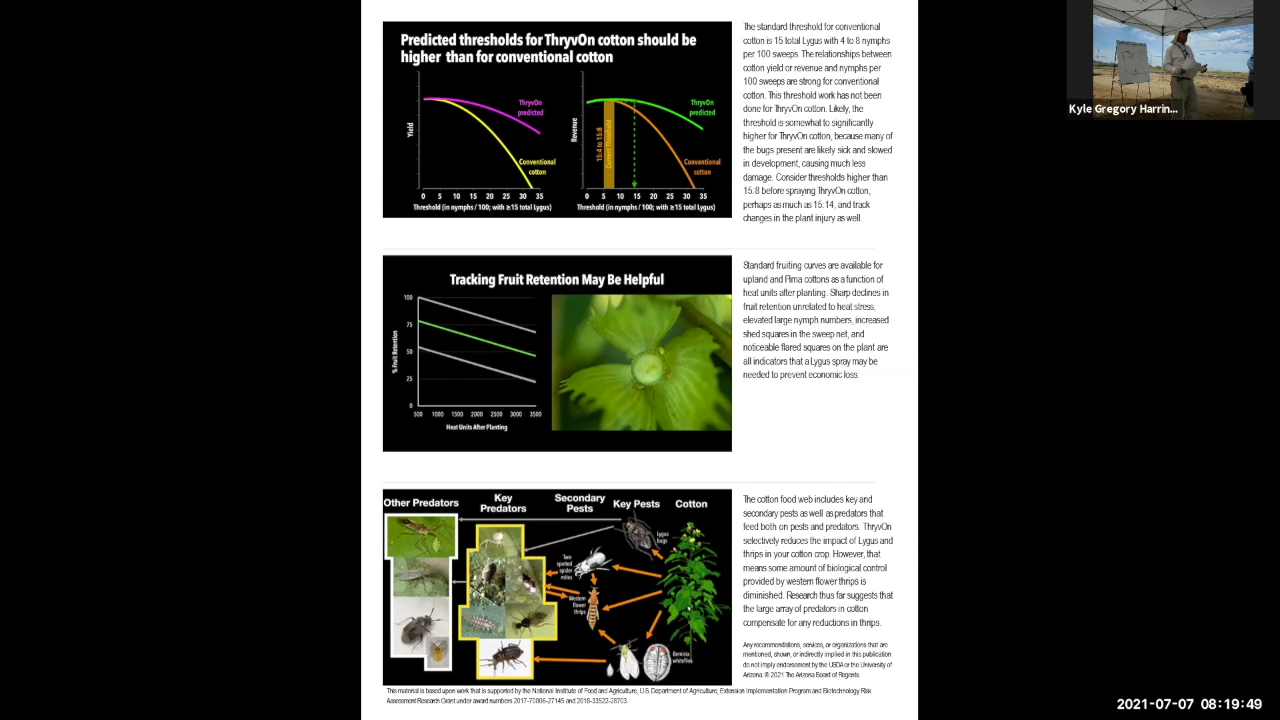 Predicted thresholds for ThryvOn cotton should be
higher than for conventional cotton
Yield
ThryvOn
predicted
Conventional
cotton
0 5 10 15 20 25 30 35
Threshold (in nymphs / 100; with ≥15 total Lygus)
Revenue
15:4 to 15:8
Current Threshold
ThryvOn
predicted
Conventional
cotton
0 5 10 15 20 25 30 35
Threshold (in nymphs / 100; with ≥15 total Lygus)
The standard threshold for conventional
cotton is 15 total Lygus with 4 to 8 nymphs
per 100 sweeps. The relationships between
cotton yield or revenue and nymphs per
100 sweeps are strong for conventional
cotton. This threshold work has not been
done for ThryvOn cotton. Likely, the
threshold is somewhat to significantly
higher for ThryvOn cotton, because many of
the bugs present are likely sick and slowed
in development, causing much less
damage. Consider thresholds higher than
15:8 before spraying ThryvOn cotton,
perhaps as much as 15:14, and track
changes in the plant injury as well.
Kyle Gregory Harrin...
Tracking Fruit Retention May Be Helpful
% Fruit Retention
100
75
50
25
0
500 1000 1500 2000 2500 3000 3500
Heat Units After Planting
Standard fruiting curves are available for
upland and Pima cottons as a function of
heat units after planting. Sharp declines in
fruit retention unrelated to heat stress,
elevated large nymph numbers, increased
shed squares in the sweep net, and
noticeable flared squares on the plant are
all indicators that a Lygus spray may be
needed to prevent economic loss.
Other Predators
Key
Predators
Secondary
Pests
Key Pests
Cotton
Lygus
bugs
Two
spotted
spider
mites
Western
flower
thrips
Bemisia
whiteflies
The cotton food web includes key and
secondary pests as well as predators that
feed both on pests and predators. ThryvOn
selectively reduces the impact of Lygus and
thrips in your cotton crop. However, that
means some amount of biological control
provided by western flower thrips is
diminished. Research thus far suggests that
the large array of predators in cotton
compensate for any reductions in thrips.
Any recommendations, services, or organizations that are
mentioned, shown, or indirectly implied in this publication
do not imply endorsement by the USDA or the University of
Arizona. © 2021 The Arizona Board of Regents.
This material is based upon work that is supported by the National Institute of Food and Agriculture, U.S. Department of Agriculture, Extension Implementation Program and Biotechnology Risk
Assessment Research Grant under award numbers 2017-70006-27145 and 2018-33522-28703.
2021-07-07 08:19:49